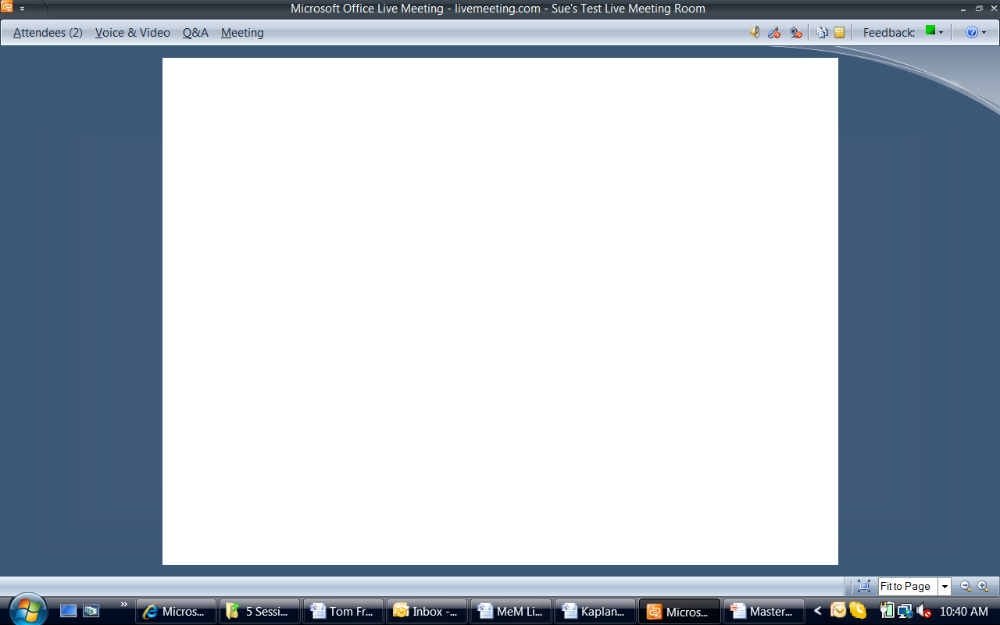 Microsoft Office Live Meeting - livemeeting.com - Sue's Test Live Meeting Room
Attendees (2) Voice & Video Q&A Meeting Feedback:
Fit to Page
Micros... 5 Sessi... Tom Fr... Inbox -... MeM Li... Kaplan... Micros... Master... 10:40 AM